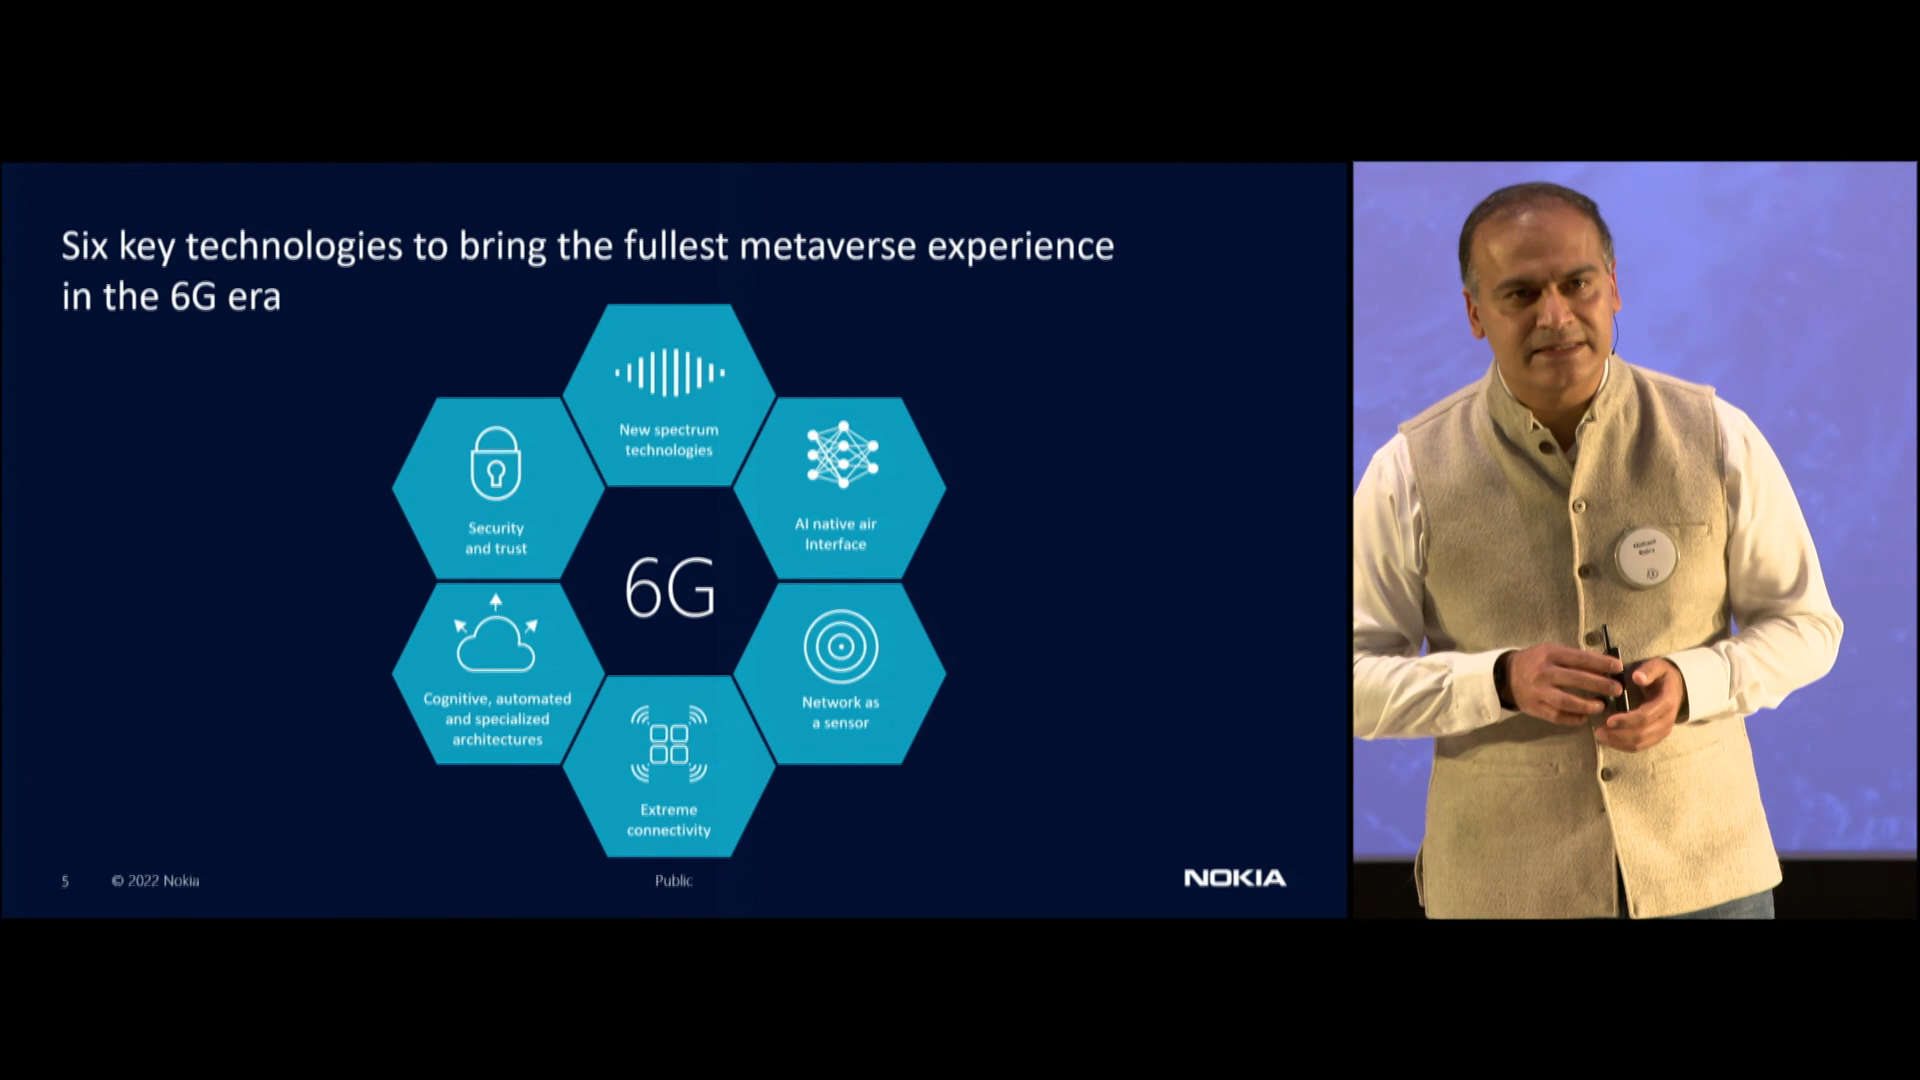 Six key technologies to bring the fullest metaverse experience
in the 6G era
New spectrum
technologies
Security
and trust
AI native air
Interface
6G
Cognitive, automated
and specialized
architectures
Network as
a sensor
Extreme
connectivity
5 © 2022 Nokia Public NOKIA
Nishant
Batra